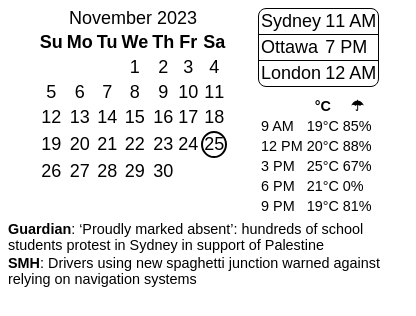 November 2023
Su Mo Tu We Th Fr Sa
1 2 3 4
5 6 7 8 9 10 11
12 13 14 15 16 17 18
19 20 21 22 23 24 25
26 27 28 29 30
Sydney 11 AM
Ottawa 7 PM
London 12 AM
°C ☂
9 AM 19°C 85%
12 PM 20°C 88%
3 PM 25°C 67%
6 PM 21°C 0%
9 PM 19°C 81%
Guardian: ‘Proudly marked absent’: hundreds of school
students protest in Sydney in support of Palestine
SMH: Drivers using new spaghetti junction warned against
relying on navigation systems